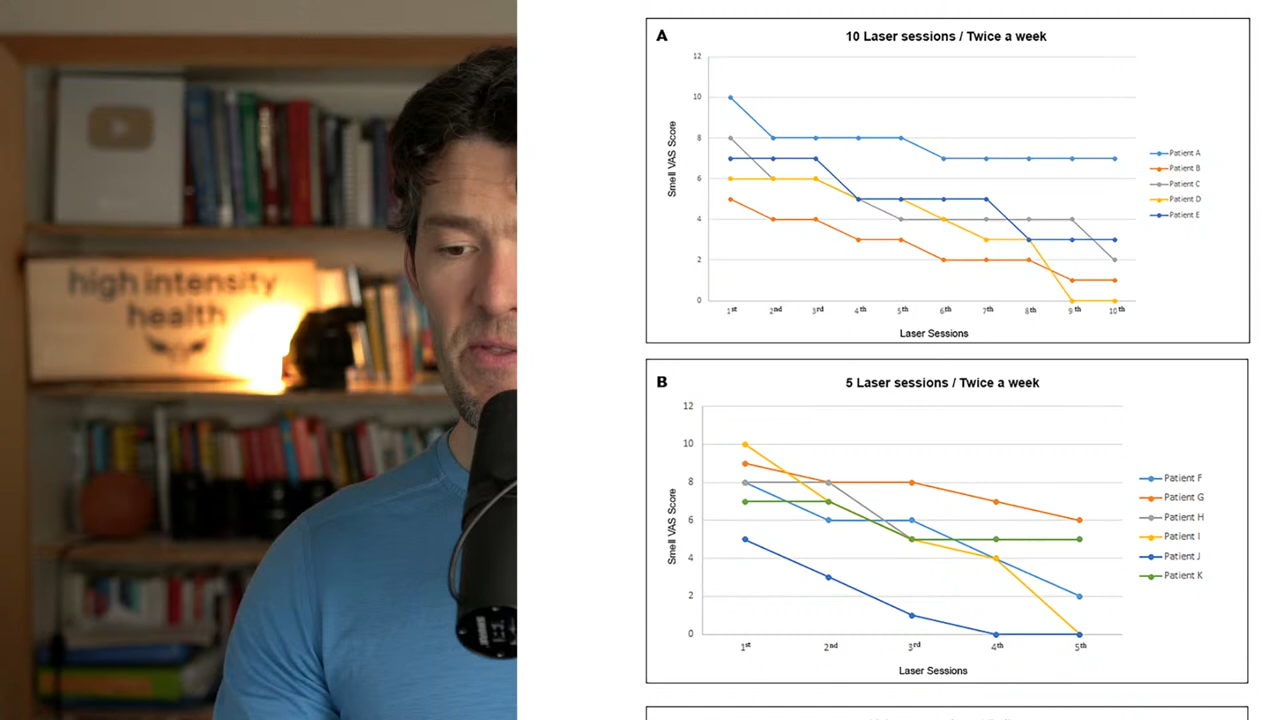 high intensity
health
A
10 Laser sessions / Twice a week
Smell VAS Score
12
10
8
6
4
2
0
1st
2nd
3rd
4th
5th
6th
7th
8th
9th
10th
Laser Sessions
Patient A
Patient B
Patient C
Patient D
Patient E
B
5 Laser sessions / Twice a week
Smell VAS Score
12
10
8
6
4
2
0
1st
2nd
3rd
4th
5th
Laser Sessions
Patient F
Patient G
Patient H
Patient I
Patient J
Patient K